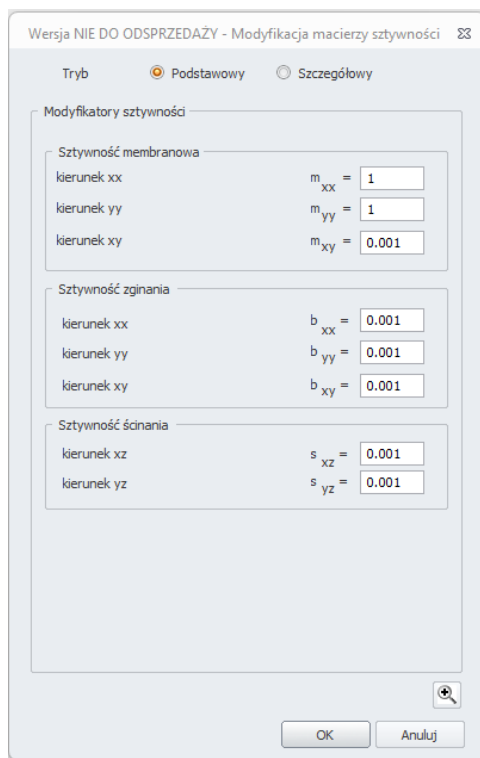 Wersja NIE DO ODSPRZEDAŻY - Modyfikacja macierzy sztywności
Tryb Podstawowy Szczegółowy
Modyfikatory sztywności
Sztywność membranowa
kierunek xx m xx = 1
kierunek yy m yy = 1
kierunek xy m xy = 0.001
Sztywność zginania
kierunek xx b xx = 0.001
kierunek yy b yy = 0.001
kierunek xy b xy = 0.001
Sztywność ścinania
kierunek xz s xz = 0.001
kierunek yz s yz = 0.001
OK Anuluj